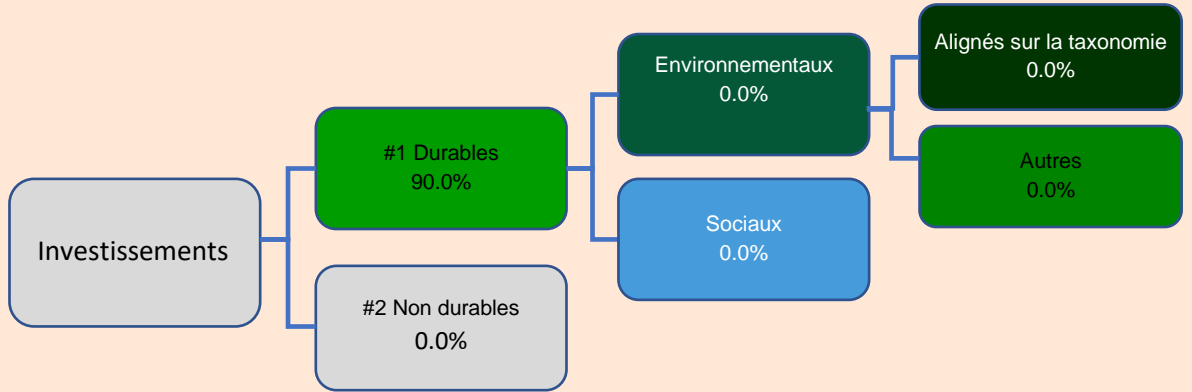 Investissements
#1 Durables
90.0%
#2 Non durables
0.0%
Environnementaux
0.0%
Sociaux
0.0%
Alignés sur la taxonomie
0.0%
Autres
0.0%